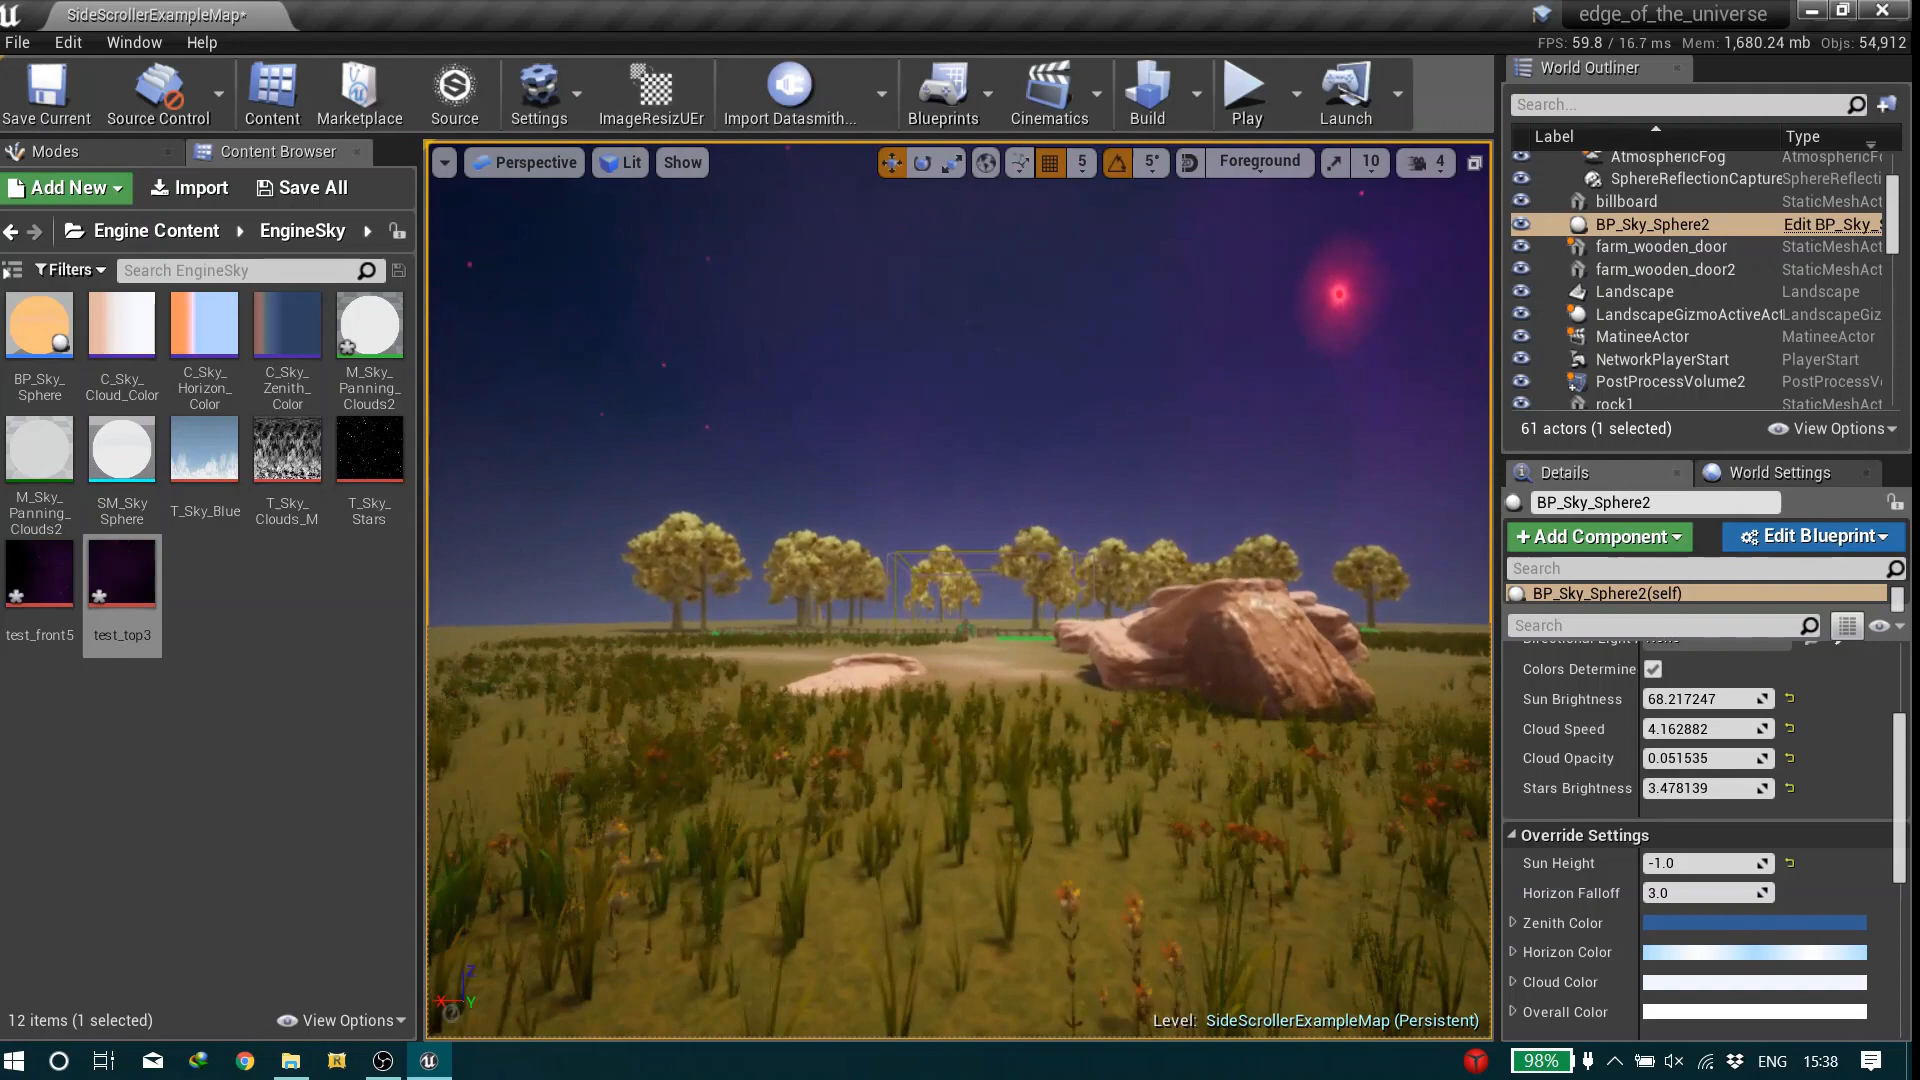 SideScrollerExampleMap*
edge_of_the_universe
File Edit Window Help
FPS: 59.8 / 16.7 ms Mem: 1,680.24 mb Objs: 54,912
Save Current
Source Control
Content
Marketplace
Source
Settings
ImageResizUEr
Import Datasmith...
Blueprints
Cinematics
Build
Play
Launch
Modes
Content Browser
Add New
Import
Save All
Engine Content
EngineSky
Filters
Search EngineSky
BP_Sky_
Sphere
C_Sky_
Cloud_Color
C_Sky_
Horizon_
Color
C_Sky_
Zenith_
Color
M_Sky_
Panning_
Clouds2
M_Sky_
Panning_
Clouds2
SM_Sky
Sphere
T_Sky_Blue
T_Sky_
Clouds_M
T_Sky_
Stars
test_front5
test_top3
12 items (1 selected)
View Options
Perspective
Lit
Show
5
5°
Foreground
10
4
X
Z
Y
Level: SideScrollerExampleMap (Persistent)
World Outliner
Search...
Label
Type
AtmosphericFog AtmosphericF
SphereReflectionCapture SphereReflecti
billboard StaticMeshAct
BP_Sky_Sphere2 Edit BP_Sky_S
farm_wooden_door StaticMeshAct
farm_wooden_door2 StaticMeshAct
Landscape Landscape
LandscapeGizmoActiveAct LandscapeGiz
MatineeActor MatineeActor
NetworkPlayerStart PlayerStart
PostProcessVolume2 PostProcessV
rock1 StaticMeshAct
61 actors (1 selected)
View Options
Details
World Settings
BP_Sky_Sphere2
Add Component
Edit Blueprint
Search
BP_Sky_Sphere2(self)
Search
Directional Light
Colors Determine
Sun Brightness 68.217247
Cloud Speed 4.162882
Cloud Opacity 0.051535
Stars Brightness 3.478139
Override Settings
Sun Height -1.0
Horizon Falloff 3.0
Zenith Color
Horizon Color
Cloud Color
Overall Color
98%
ENG
15:38